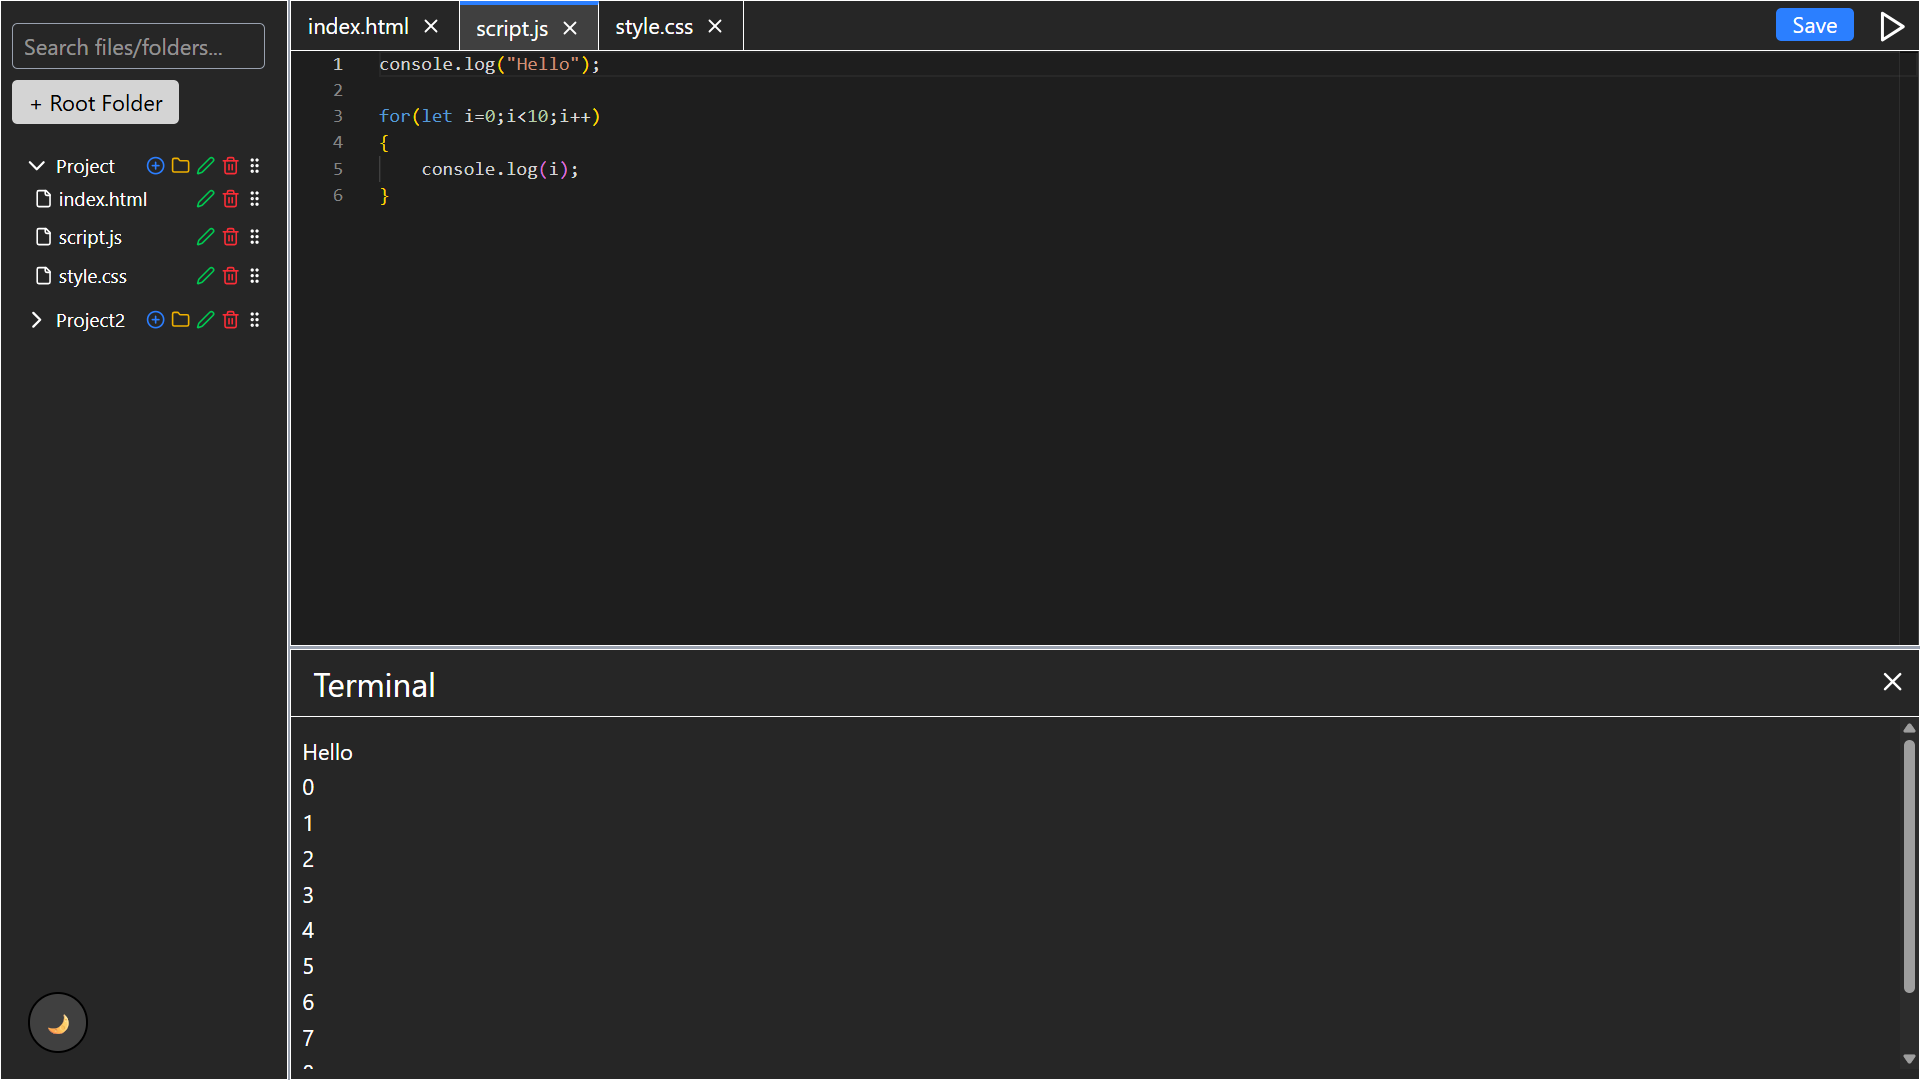 Search files/folders...
+ Root Folder
Project
index.html
script.js
style.css
Project2
index.html
script.js
style.css
Save
1 console.log("Hello");
2
3 for(let i=0;i<10;i++)
4 {
5 console.log(i);
6 }
Terminal
Hello
0
1
2
3
4
5
6
7